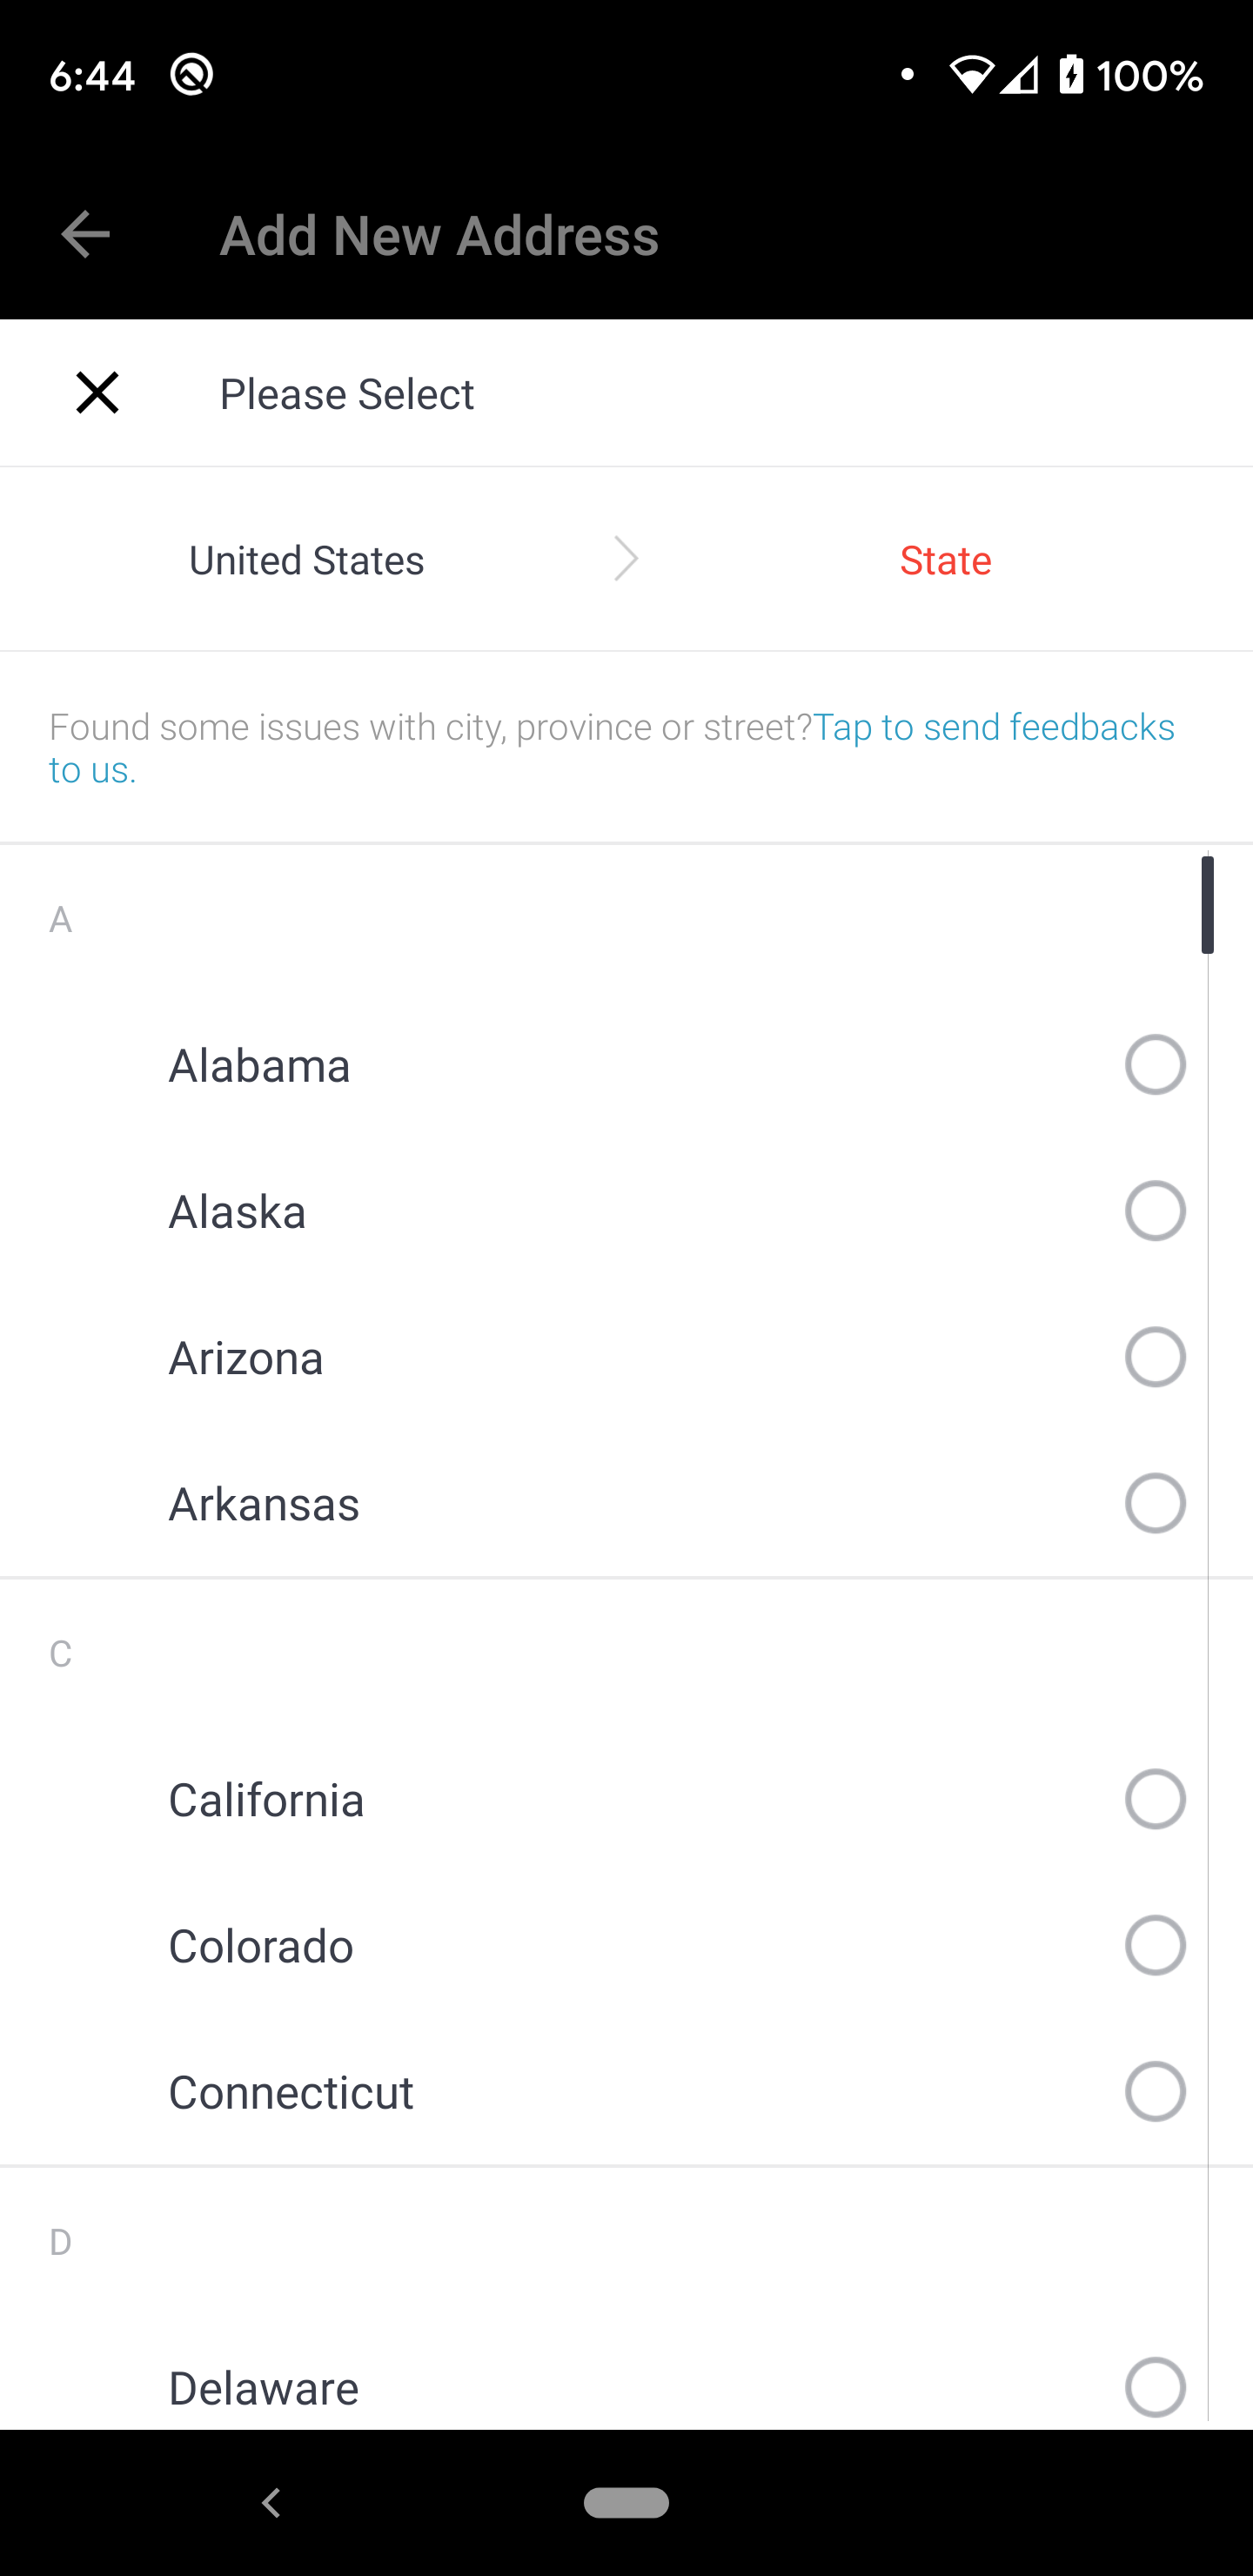 6:44
100%
Add New Address
Please Select
United States
State
Found some issues with city, province or street?Tap to send feedbacks
to us.
A
Alabama
Alaska
Arizona
Arkansas
C
California
Colorado
Connecticut
D
Delaware